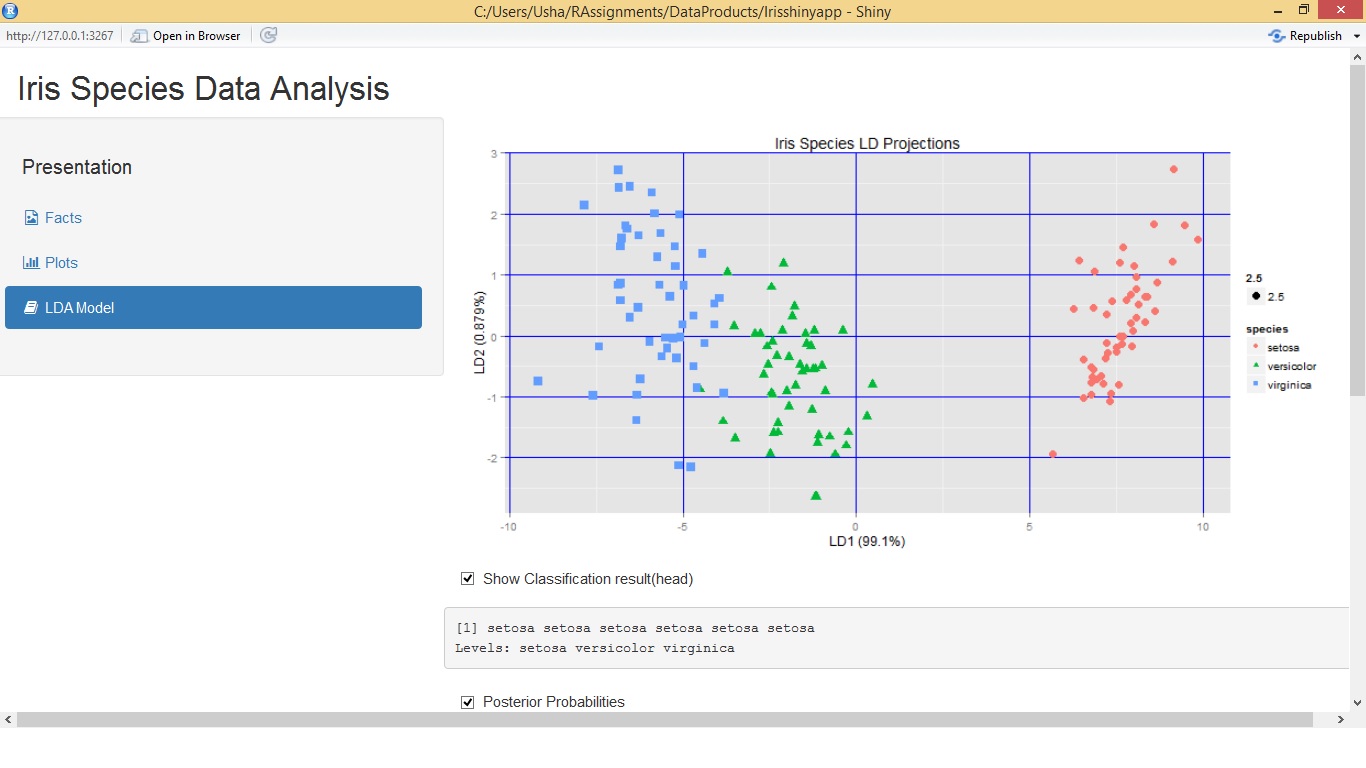 C:/Users/Usha/RAssignments/DataProducts/Irisshinyapp - Shiny
http://127.0.0.1:3267 Open in Browser Republish
Iris Species Data Analysis
Presentation
Facts
Plots
LDA Model
Iris Species LD Projections
3
2
1
0
-1
-2
LD2 (0.879%)
-10 -5 0 5 10
LD1 (99.1%)
2.5
2.5
species
setosa
versicolor
virginica
Show Classification result(head)
[1] setosa setosa setosa setosa setosa setosa
Levels: setosa versicolor virginica
Posterior Probabilities